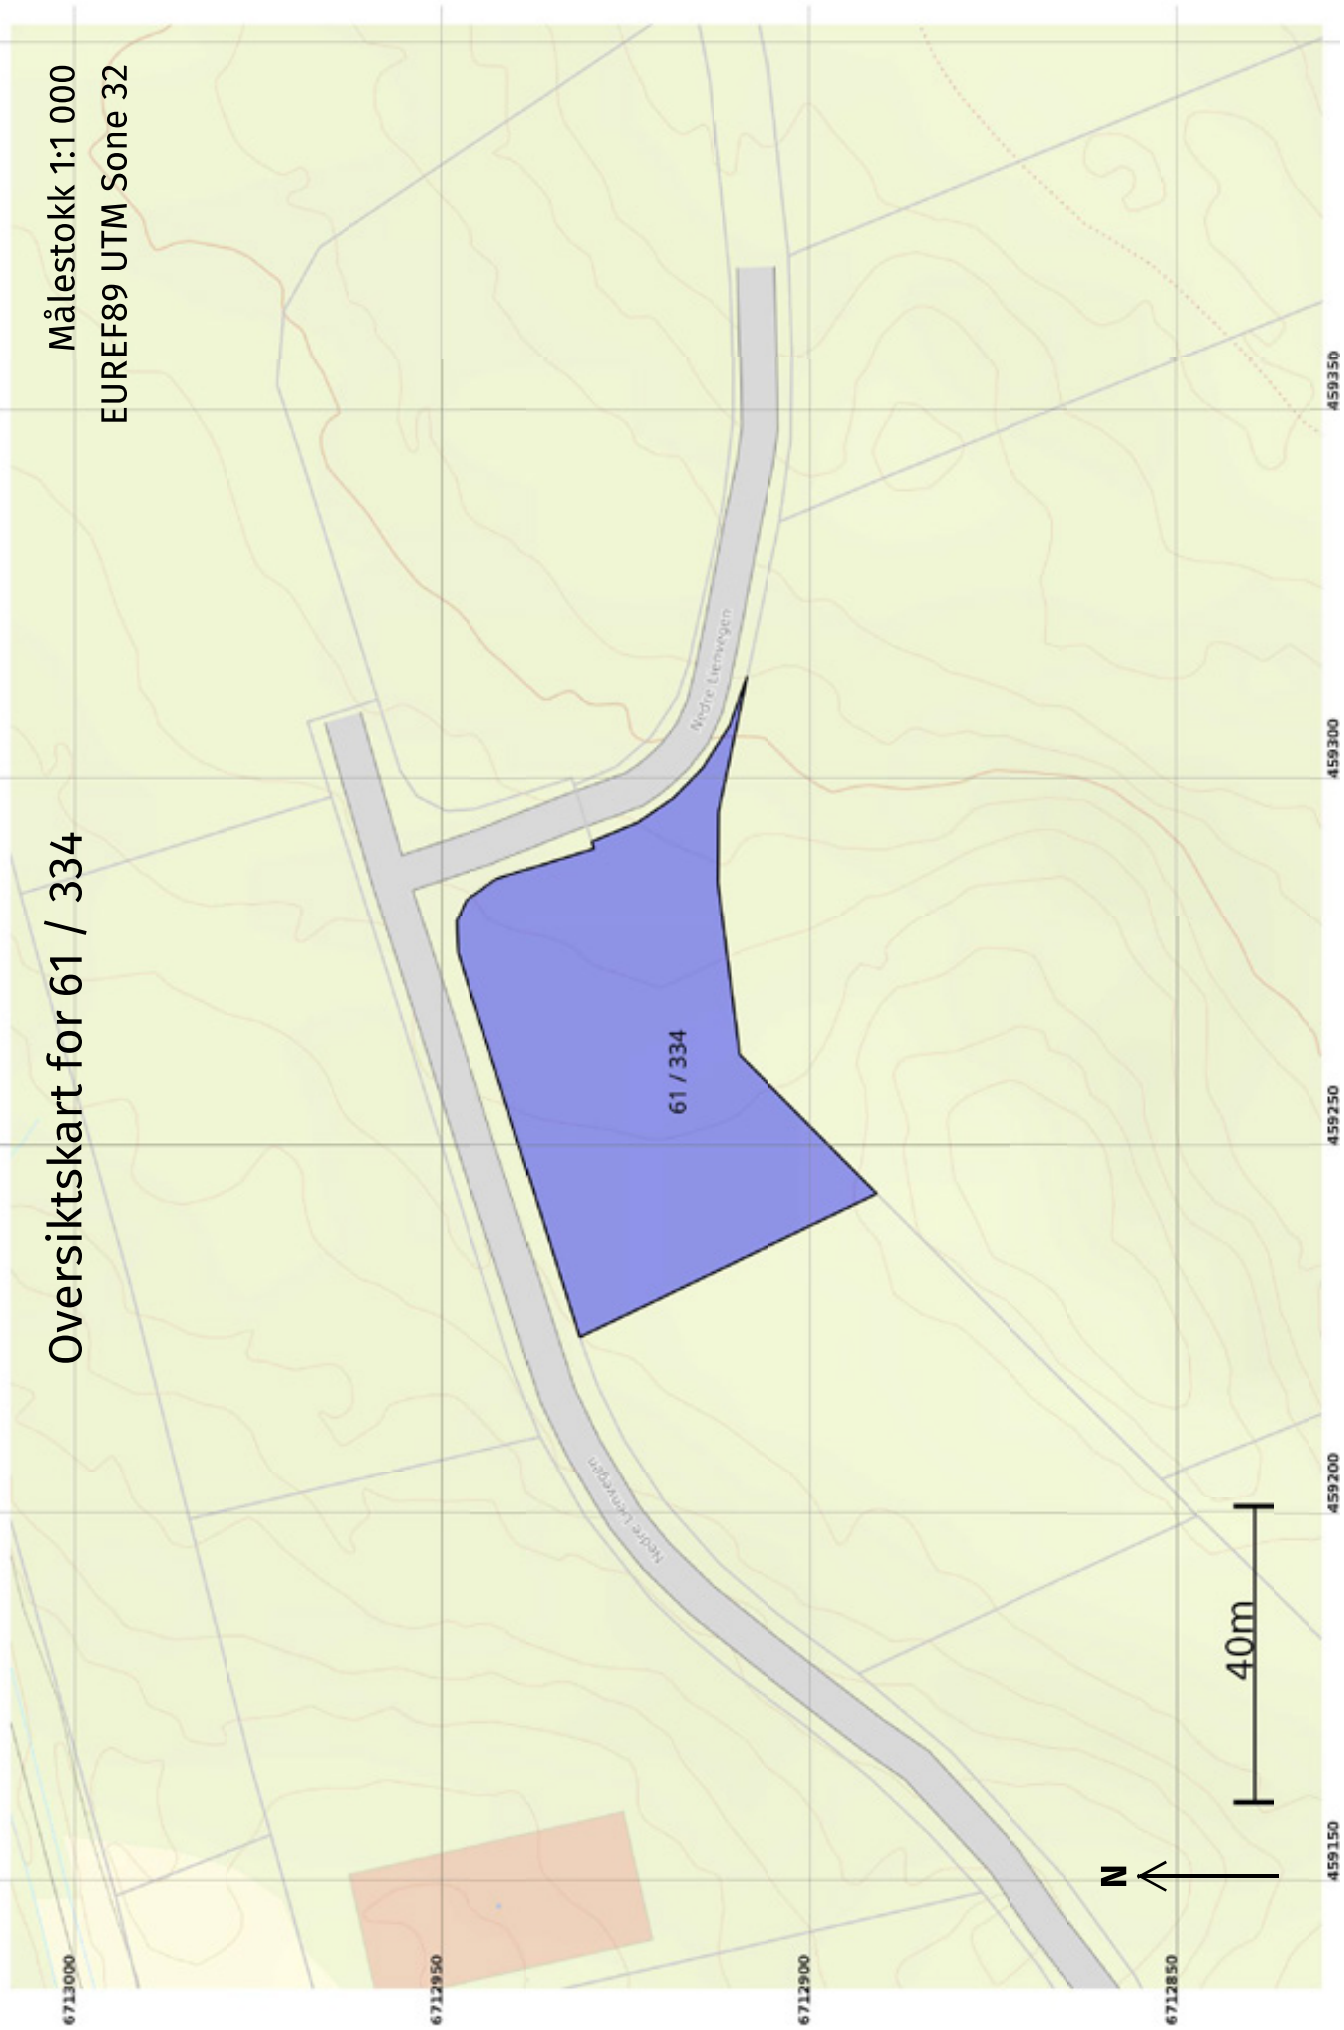 Oversiktskart for 61 / 334
Målestokk 1:1 000
EUREF89 UTM Sone 32
6713000
6712950
6712900
6712850
Nedre Lienvegen
Nedre Lienvegen
61 / 334
N
40m
459150
459200
459250
459300
459350